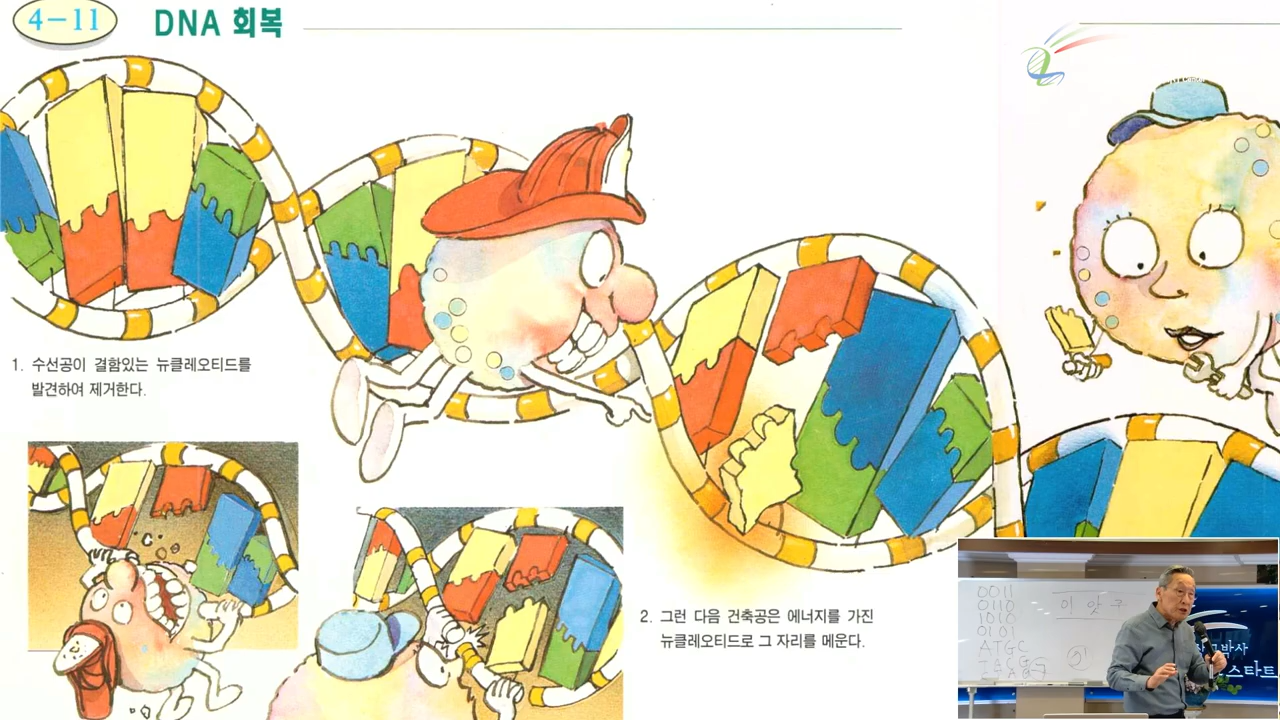 4-11
DNA 회복
1. 수선공이 결함있는 뉴클레오티드를
발견하여 제거한다.
2. 그런 다음 건축공은 에너지를 가진
뉴클레오티드로 그 자리를 메운다.
0011
0110
1010
0101
ATGC
박사
스타트